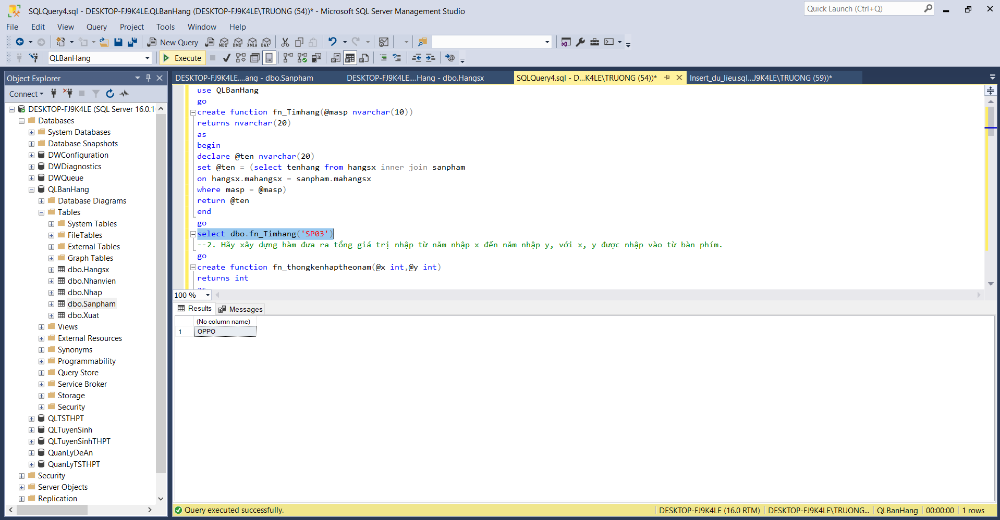 SQLQuery4.sql - DESKTOP-FJ9K4LE.QLBanHang (DESKTOP-FJ9K4LE\TRUONG (54))* - Microsoft SQL Server Management Studio
Quick Launch (Ctrl+Q)
File Edit View Query Project Tools Window Help
New Query MDX DMX XMLA DAX
QLBanHang Execute
Object Explorer
Connect
DESKTOP-FJ9K4LE (SQL Server 16.0.1
Databases
System Databases
Database Snapshots
DWConfiguration
DWDiagnostics
DWQueue
QLBanHang
Database Diagrams
Tables
System Tables
FileTables
External Tables
Graph Tables
dbo.Hangsx
dbo.Nhanvien
dbo.Nhap
dbo.Sanpham
dbo.Xuat
Views
External Resources
Synonyms
Programmability
Query Store
Service Broker
Storage
Security
QLTSTHPT
QLTuyenSinh
QLTuyenSinhTHPT
QuanLyDeAn
QuanLyTSTHPT
Security
Server Objects
Replication
DESKTOP-FJ9K4LE....ang - dbo.Sanpham DESKTOP-FJ9K4LE....Hang - dbo.Hangsx SQLQuery4.sql - D...K4LE\TRUONG (54))* Insert_du_lieu.sql...J9K4LE\TRUONG (59))*
use QLBanHang
go
create function fn_Timhang(@masp nvarchar(10))
returns nvarchar(20)
as
begin
declare @ten nvarchar(20)
set @ten = (select tenhang from hangsx inner join sanpham
on hangsx.mahangsx = sanpham.mahangsx
where masp = @masp)
return @ten
end
go
select dbo.fn_Timhang('SP03')
--2. Hãy xây dựng hàm đưa ra tổng giá trị nhập từ năm nhập x đến năm nhập y, với x, y được nhập vào từ bàn phím.
go
create function fn_thongkenhaptheonam(@x int,@y int)
returns int
as
100 %
Results Messages
(No column name)
1 OPPO
Query executed successfully. DESKTOP-FJ9K4LE (16.0 RTM) DESKTOP-FJ9K4LE\TRUONG... QLBanHang 00:00:00 1 rows